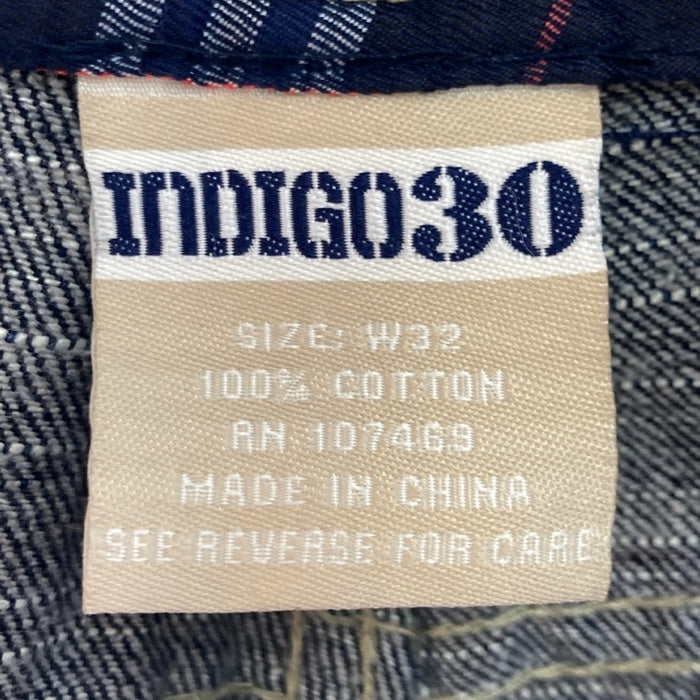 INDIGO30
SIZE: W32
100% COTTON
RN 107469
MADE IN CHINA
SEE REVERSE FOR CARE